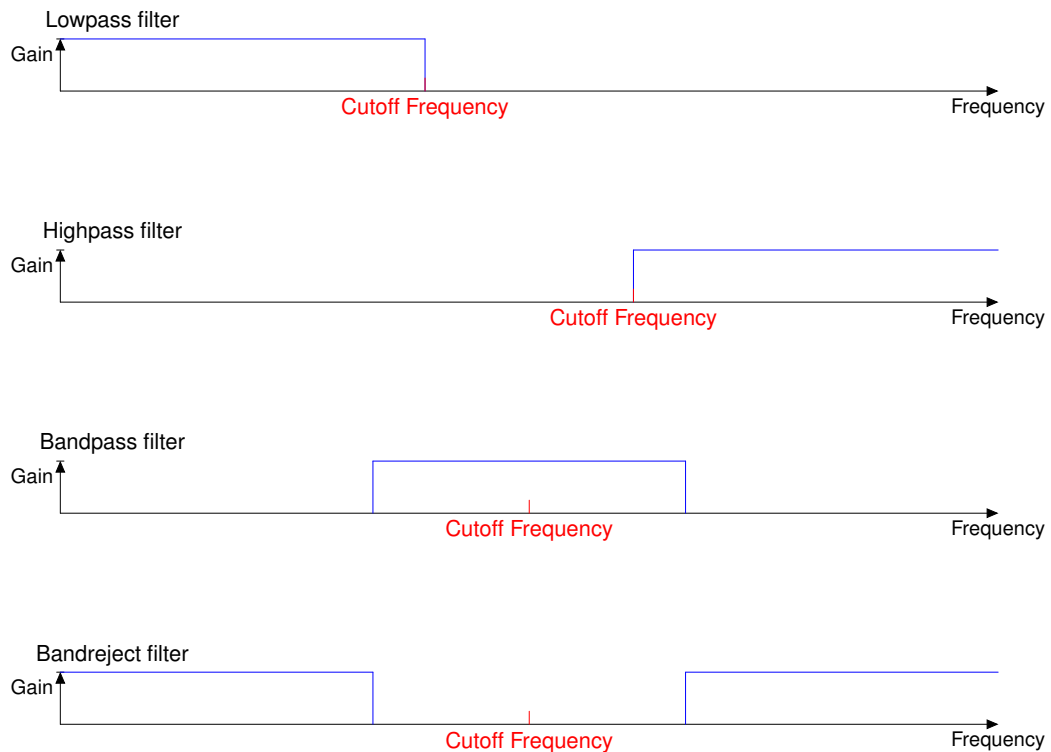 Lowpass filter
Gain
Cutoff Frequency
Frequency
Highpass filter
Gain
Cutoff Frequency
Frequency
Bandpass filter
Gain
Cutoff Frequency
Frequency
Bandreject filter
Gain
Cutoff Frequency
Frequency